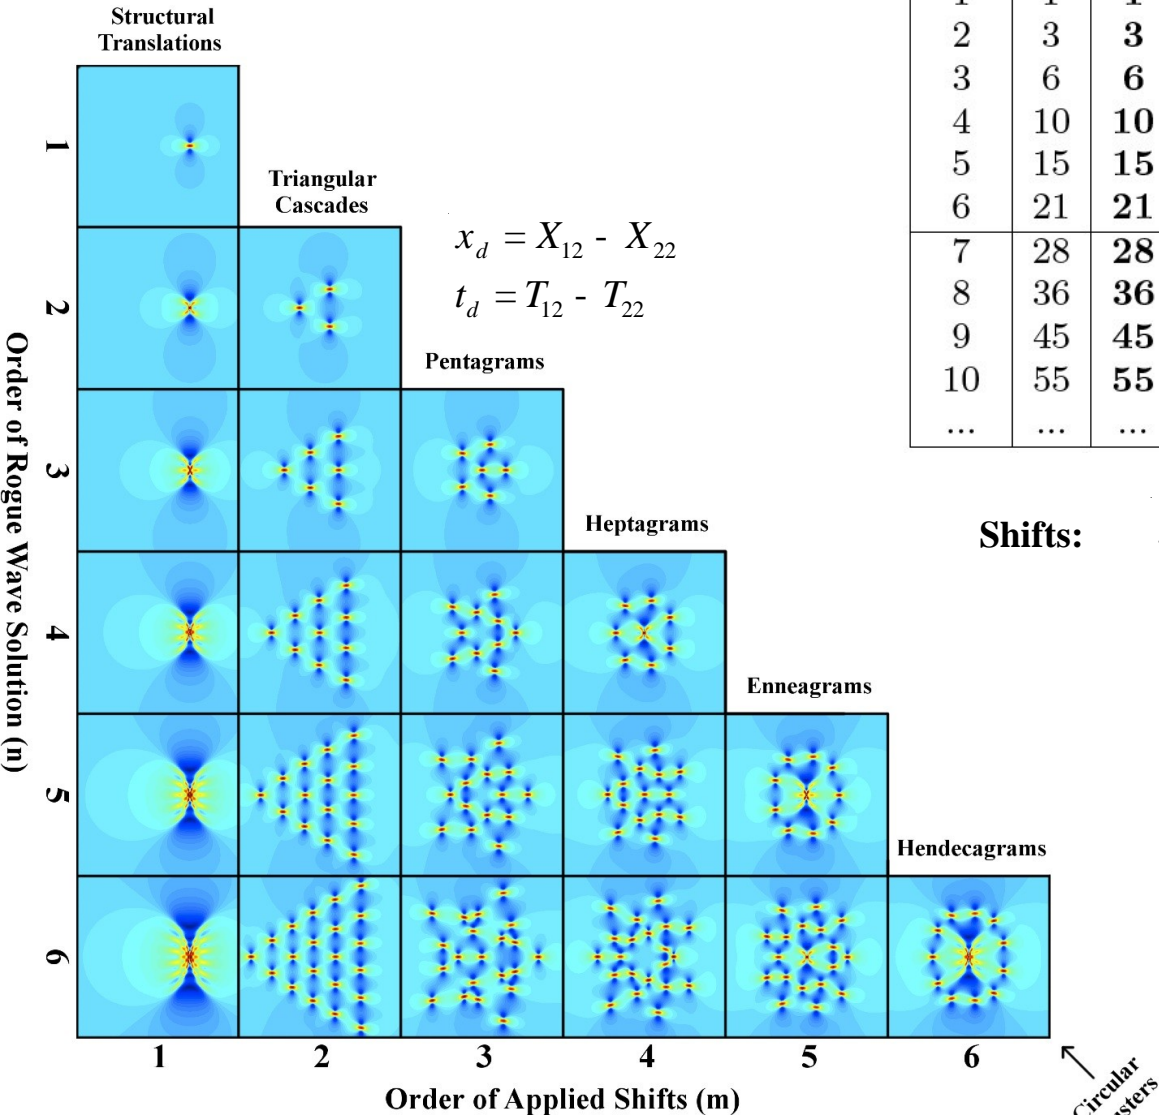 Structural
Translations
1 1 1
2 3 3
3 6 6
4 10 10
5 15 15
6 21 21
7 28 28
8 36 36
9 45 45
10 55 55
... ... ...
1
Triangular
Cascades
x_d = X_12 - X_22
t_d = T_12 - T_22
2
Pentagrams
3
Heptagrams
Shifts:
4
Enneagrams
5
Hendecagrams
6
Order of Rogue Wave Solution (n)
1 2 3 4 5 6
Order of Applied Shifts (m)
Circular